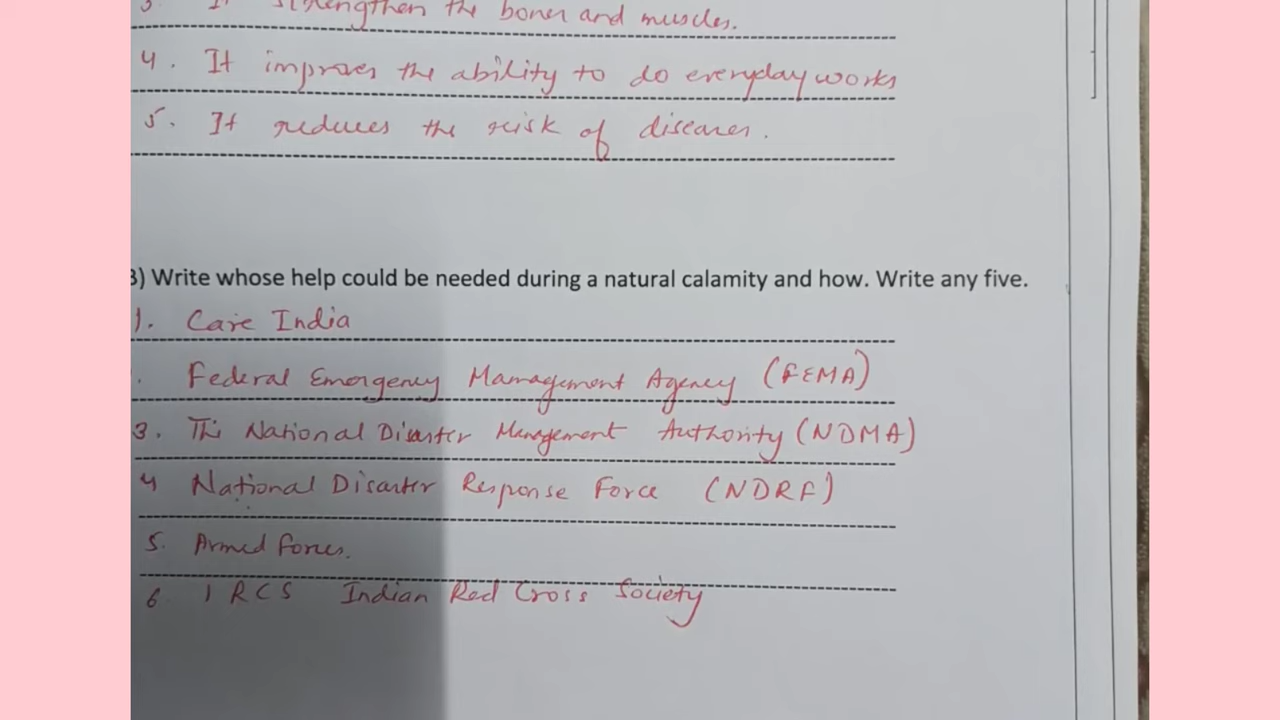 3. It strengthen the bones and muscles.
4. It improves the ability to do everyday works
5. It reduces the risk of diseases.
3) Write whose help could be needed during a natural calamity and how. Write any five.
1. Care India
. Federal Emergency Management Agency (FEMA)
3. The National Disaster Management Authority (NDMA)
4 National Disaster Response Force (NDRF)
5. Armed forces.
6. IRCS Indian Red Cross Society